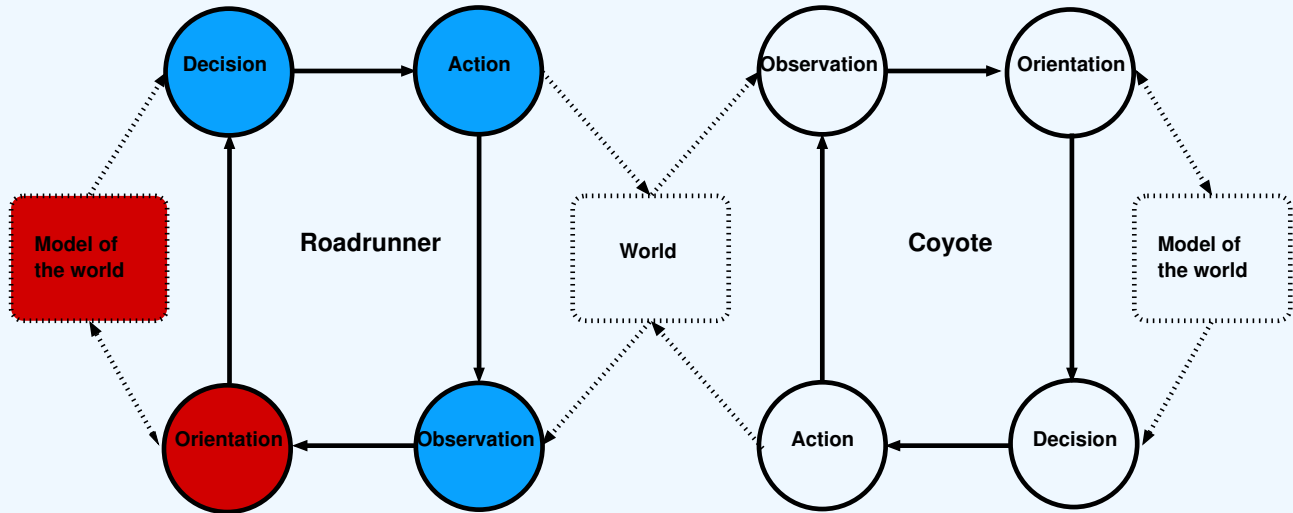 Decision
Action
Observation
Orientation
Model of
the world
Roadrunner
World
Coyote
Model of
the world
Orientation
Observation
Action
Decision